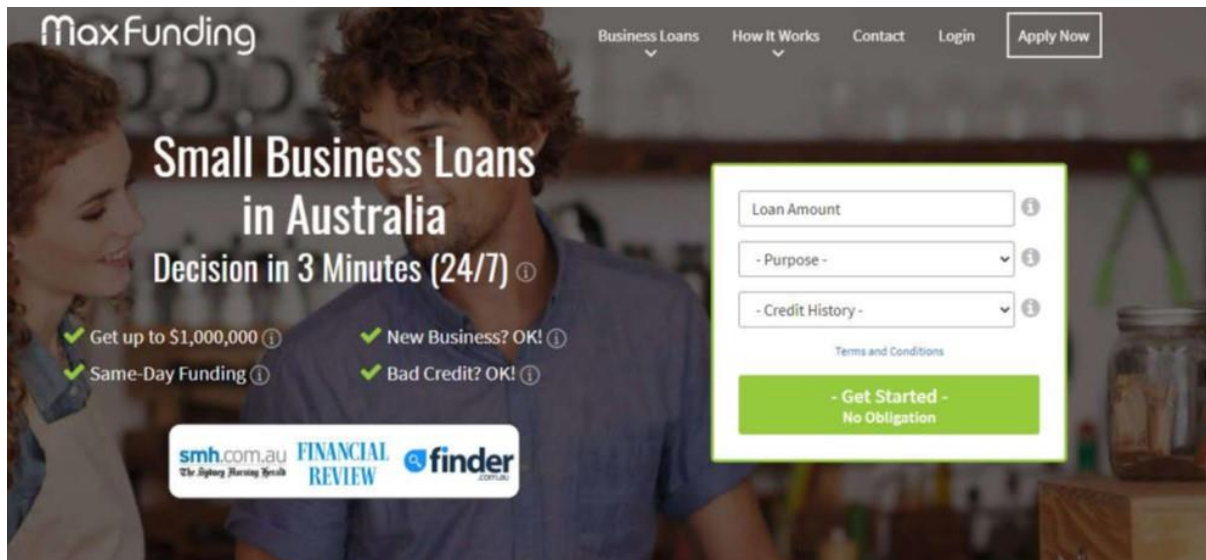 MaxFunding
Business Loans How It Works Contact Login Apply Now
Small Business Loans
in Australia
Decision in 3 Minutes (24/7)
Get up to $1,000,000
New Business? OK!
Same-Day Funding
Bad Credit? OK!
smh.com.au
The Sydney Morning Herald
FINANCIAL
REVIEW
finder
.com.au
Loan Amount
- Purpose -
- Credit History -
Terms and Conditions
- Get Started -
No Obligation